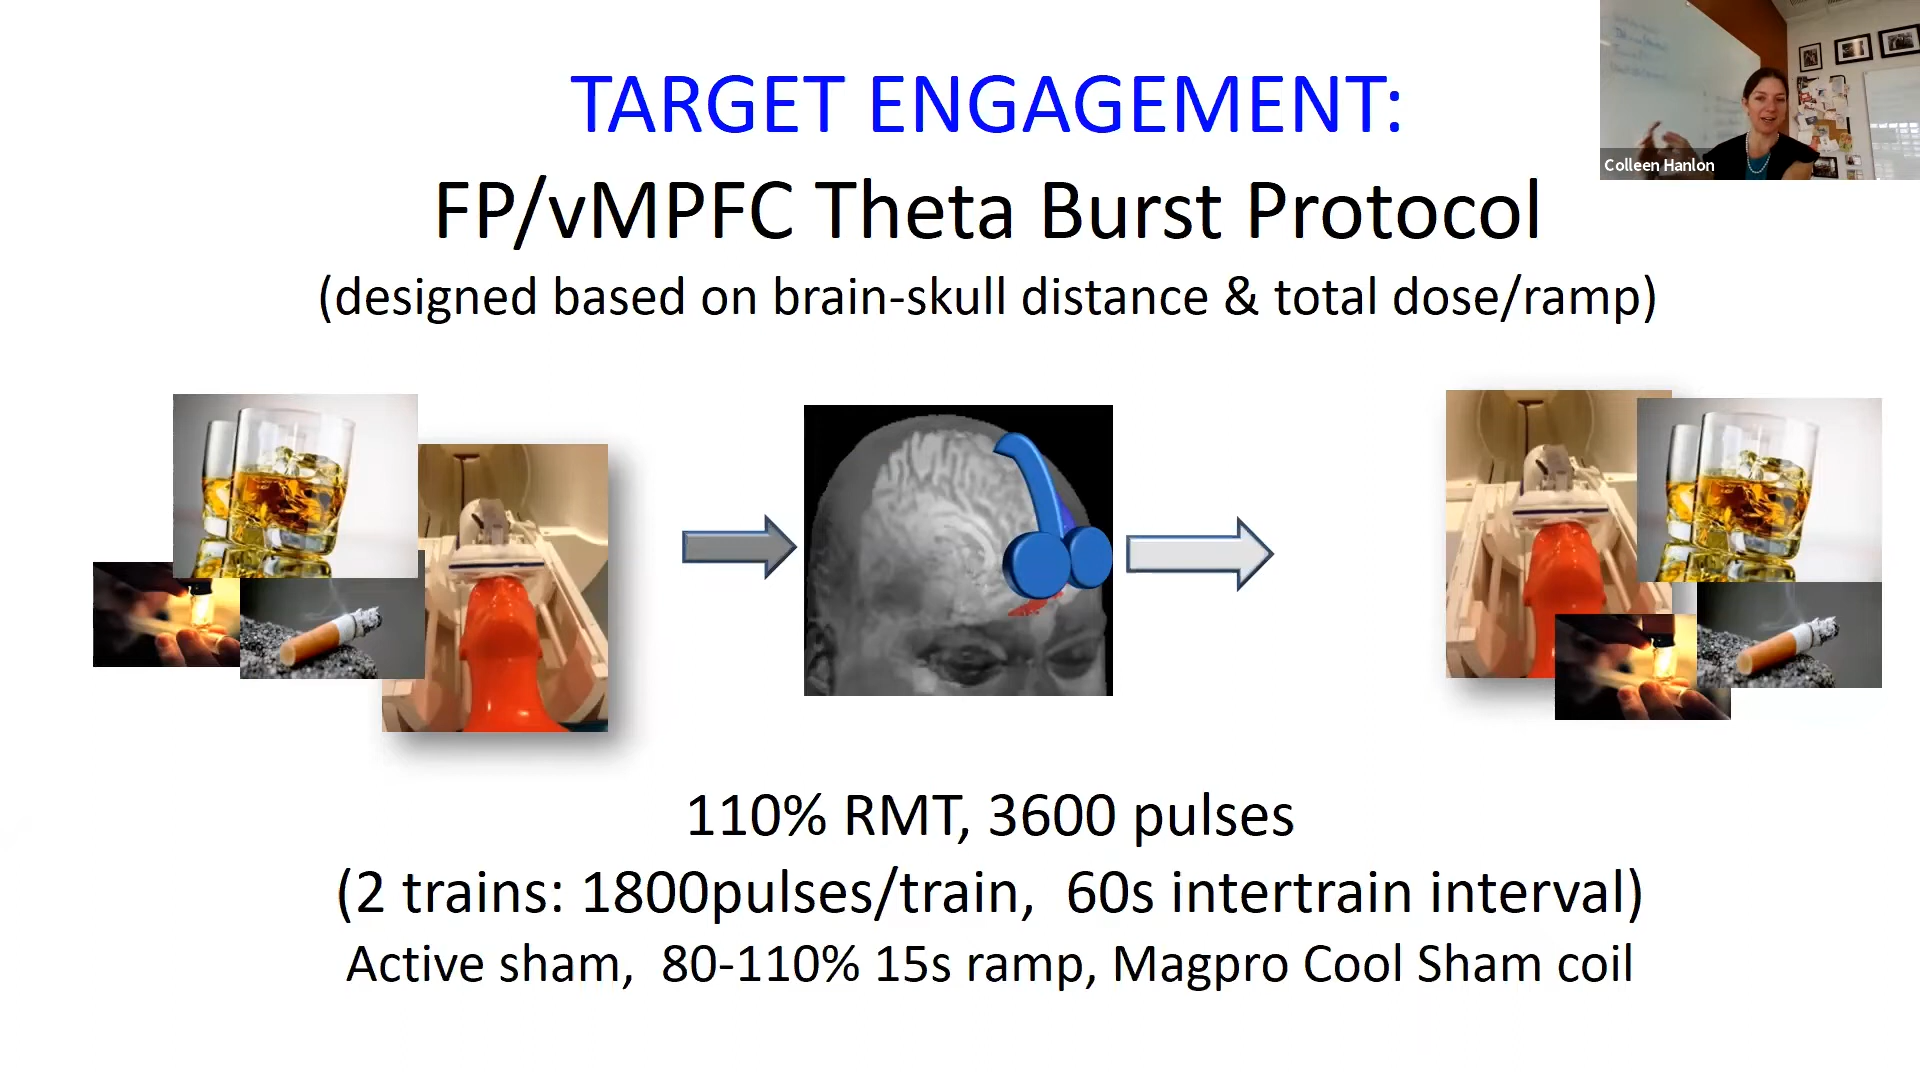 TARGET ENGAGEMENT:
FP/vMPFC Theta Burst Protocol
(designed based on brain-skull distance & total dose/ramp)
Colleen Hanlon
110% RMT, 3600 pulses
(2 trains: 1800pulses/train,  60s intertrain interval)
Active sham,  80-110% 15s ramp, Magpro Cool Sham coil